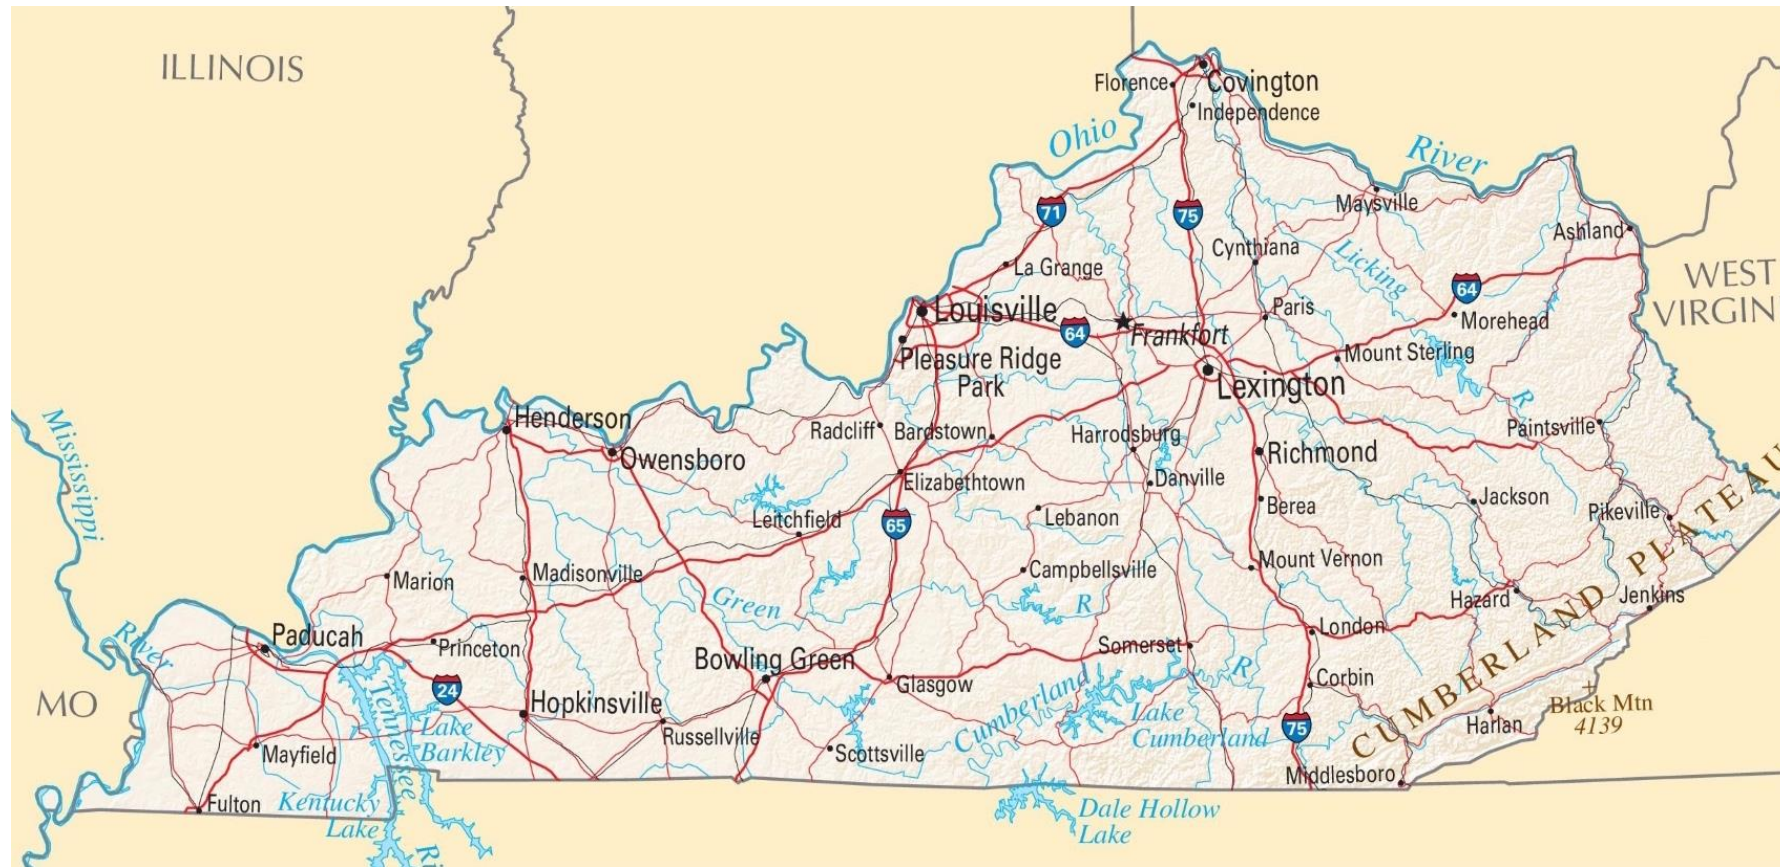 ILLINOIS
Florence
Covington
Independence
Ohio
River
71
75
Maysville
Ashland
Cynthiana
Licking
La Grange
WEST
VIRGIN
64
Louisville
Paris
Morehead
64
Frankfort
Pleasure Ridge
Park
Mount Sterling
Lexington
R
Mississippi
Henderson
Radcliff
Bardstown
Harrodsburg
Paintsville
Owensboro
Richmond
Elizabethtown
Danville
Jackson
Leitchfield
65
Lebanon
Berea
Pikeville
CUMBERLAND PLATEAU
Marion
Madisonville
Campbellsville
Mount Vernon
Green
R
Hazard
Jenkins
River
Paducah
Princeton
London
Somerset
Bowling Green
Glasgow
R
Corbin
MO
24
Tennessee
Hopkinsville
Cumberland
Black Mtn
4139
Lake
Barkley
Russellville
Lake
Cumberland
75
Harlan
Mayfield
Scottsville
Middlesboro
Fulton
Kentucky
Lake
Dale Hollow
Lake
Ri